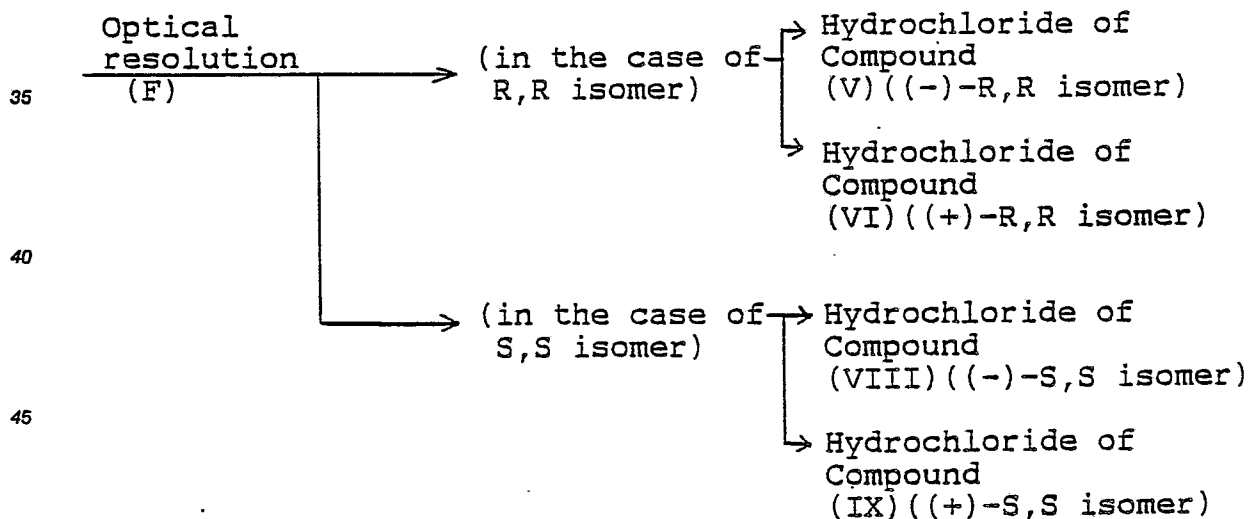 Optical
resolution
(F)
(in the case of
R,R isomer)
Hydrochloride of
Compound
(V)((-)-R,R isomer)
35
Hydrochloride of
Compound
(VI)((+)-R,R isomer)
40
(in the case of
S,S isomer)
Hydrochloride of
Compound
(VIII)((-)-S,S isomer)
45
Hydrochloride of
Compound
(IX)((+)-S,S isomer)